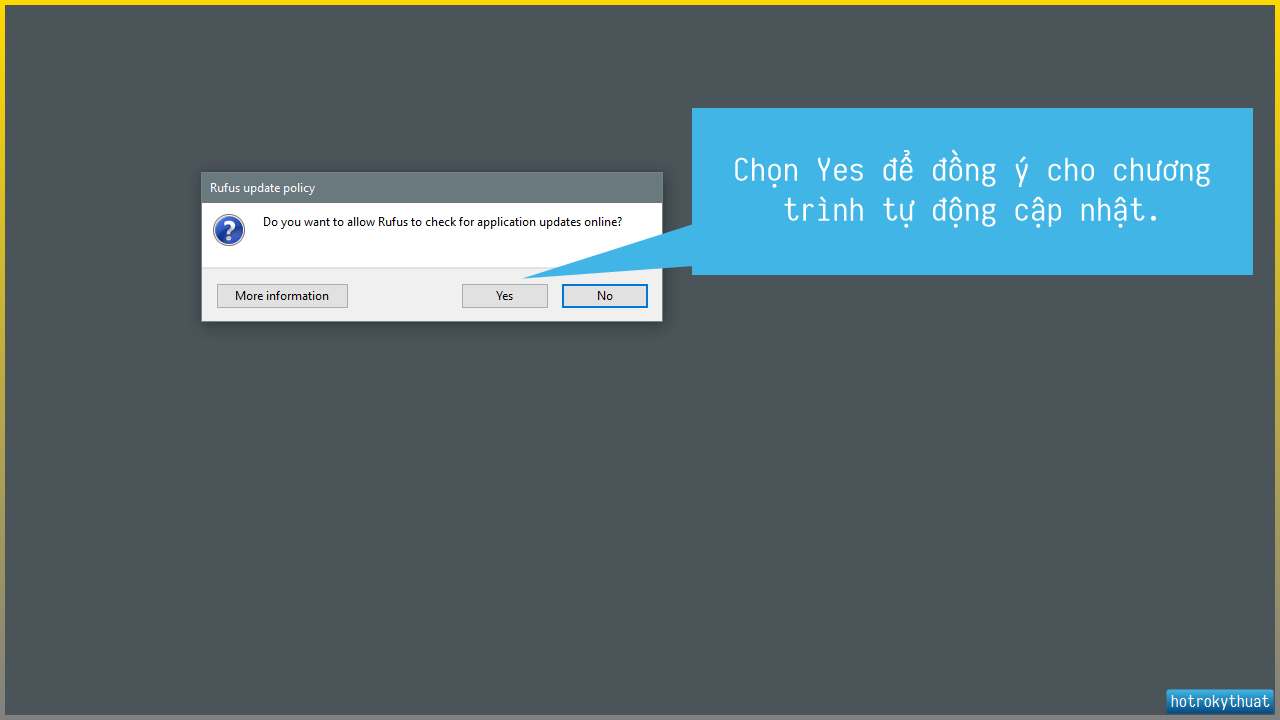 Chọn Yes để đồng ý cho chương
trình tự động cập nhật.
Rufus update policy
Do you want to allow Rufus to check for application updates online?
More information
Yes
No
hotrokythuat